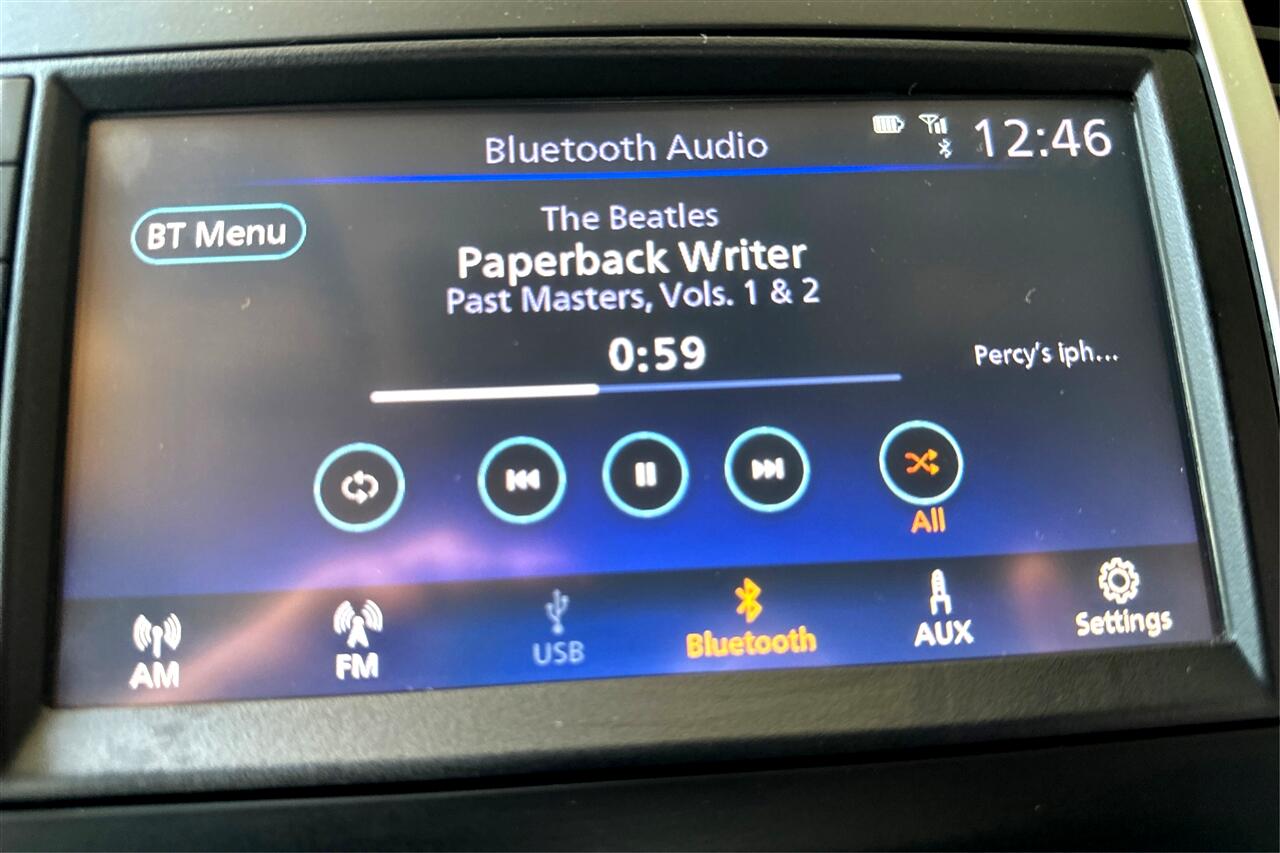 Bluetooth Audio
12:46
BT Menu
The Beatles
Paperback Writer
Past Masters, Vols. 1 & 2
0:59
Percy's iph...
All
AM
FM
USB
Bluetooth
AUX
Settings